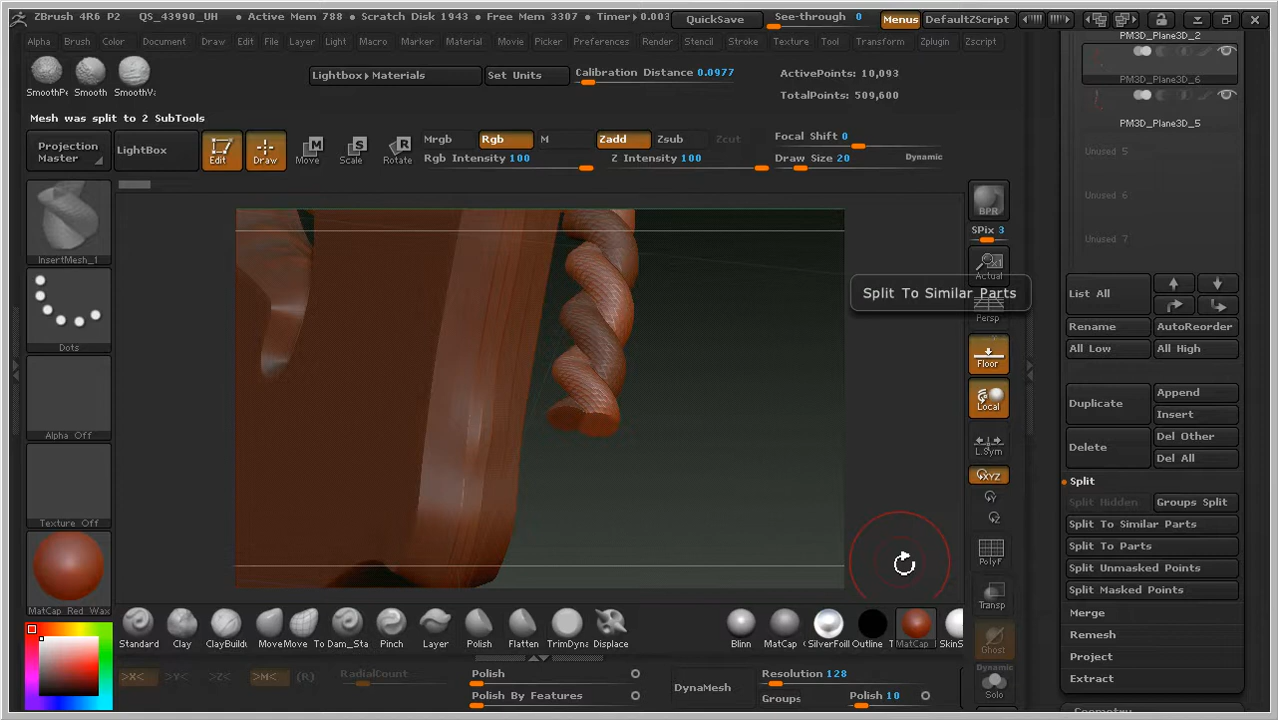 ZBrush 4R6 P2 QS_43990_UH • Active Mem 788 • Scratch Disk 1943 • Free Mem 3307 • Timer▸0.003 QuickSave See-through 0 Menus DefaultZScript
Alpha Brush Color Document Draw Edit File Layer Light Macro Marker Material Movie Picker Preferences Render Stencil Stroke Texture Tool Transform Zplugin Zscript
PM3D_Plane3D_2
SmoothPe Smooth SmoothVa
Lightbox▸Materials Set Units Calibration Distance 0.0977 ActivePoints: 10,093
TotalPoints: 509,600
PM3D_Plane3D_6
Mesh was split to 2 SubTools
PM3D_Plane3D_5
Projection
Master
LightBox
Edit
Draw
Move
Scale
Rotate
Mrgb Rgb M Zadd Zsub Zcut
Rgb Intensity 100 Z Intensity 100
Focal Shift 0
Draw Size 20 Dynamic
Unused 5
Unused 6
Unused 7
InsertMesh_1
Dots
Alpha Off
Texture Off
MatCap Red Wax
BPR
SPix 3
Actual
Split To Similar Parts
Persp
Floor
Local
L.Sym
XYZ
PolyF
Transp
Ghost
Dynamic
Solo
List All
Rename AutoReorder
All Low All High
Duplicate Append
Insert
Delete Del Other
Del All
Split
Split Hidden Groups Split
Split To Similar Parts
Split To Parts
Split Unmasked Points
Split Masked Points
Merge
Remesh
Project
Extract
Geometry
Standard Clay ClayBuildu Move Move To Dam_Sta Pinch Layer Polish Flatten TrimDyna Displace Blinn MatCap SilverFoil Outline MatCap SkinS
>X< >Y< >Z< >M< (R) RadialCount
Polish
Polish By Features
DynaMesh
Resolution 128
Groups Polish 10